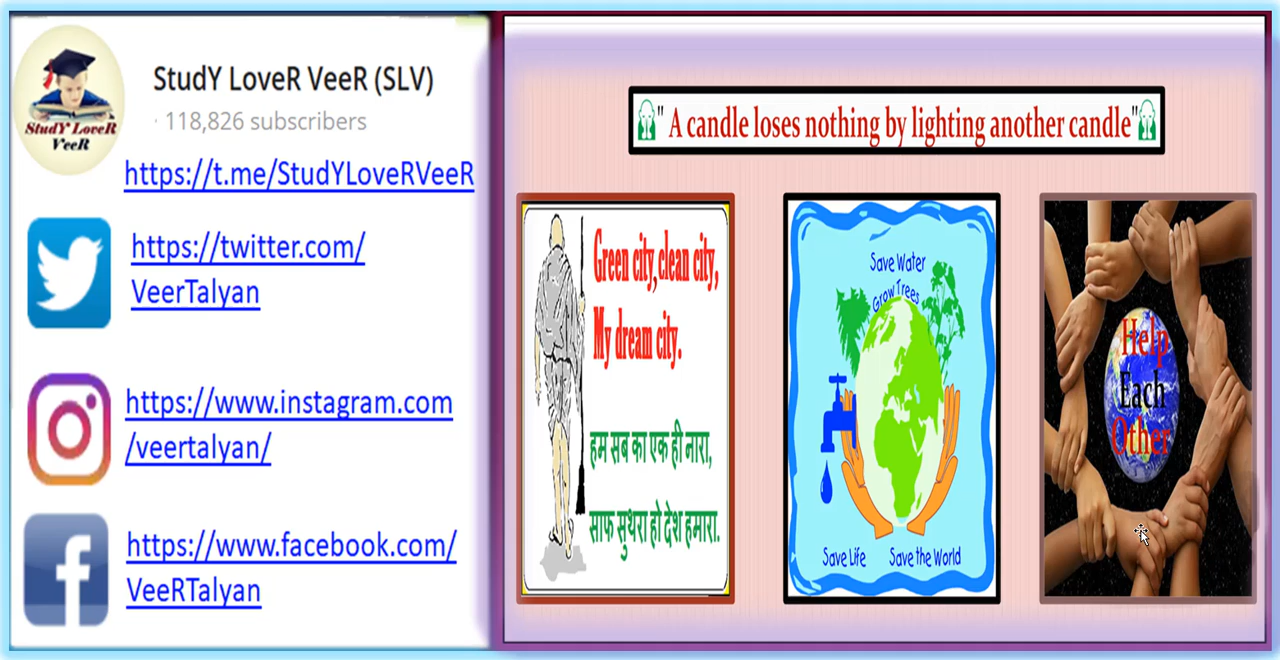 StudY LoveR
VeeR
StudY LoveR VeeR (SLV)
· 118,826 subscribers
https://t.me/StudYLoveRVeeR
https://twitter.com/
VeerTalyan
https://www.instagram.com
/veertalyan/
https://www.facebook.com/
VeeRTalyan
" A candle loses nothing by lighting another candle"
Green city,clean city,
My dream city.
हम सब का एक ही नारा,
साफ सुथरा हो देश हमारा.
Save Water
Grow Trees
Save Life Save the World
Help
Each
Other